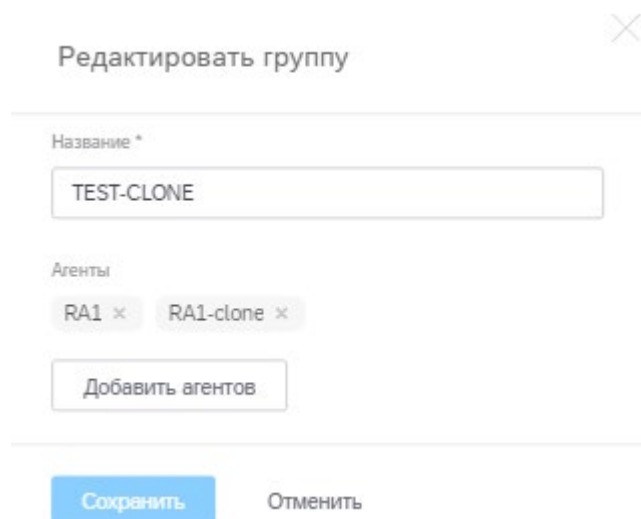 Редактировать группу
Название *
TEST-CLONE
Агенты
RA1 × RA1-clone ×
Добавить агентов
Сохранить Отменить